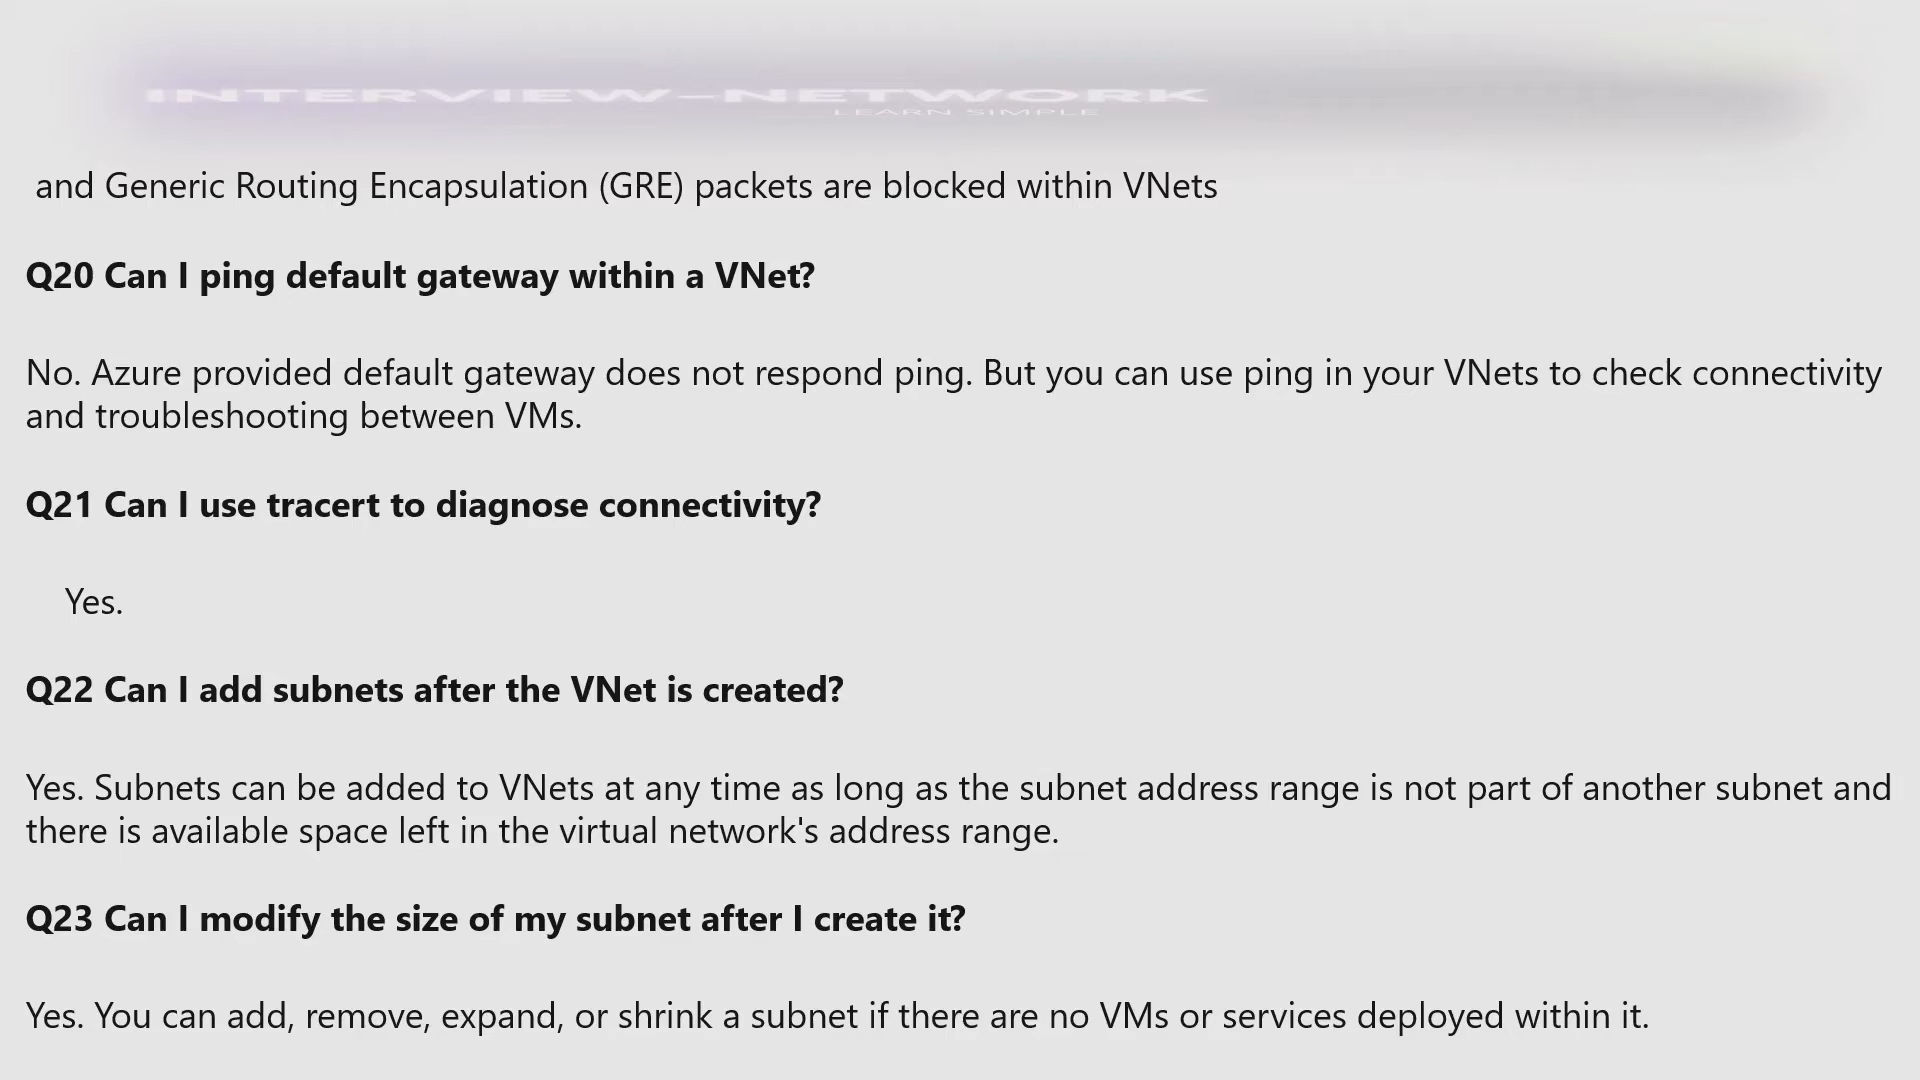 INTERVIEW-NETWORK
LEARN SIMPLE
and Generic Routing Encapsulation (GRE) packets are blocked within VNets
Q20 Can I ping default gateway within a VNet?
No. Azure provided default gateway does not respond ping. But you can use ping in your VNets to check connectivity
and troubleshooting between VMs.
Q21 Can I use tracert to diagnose connectivity?
Yes.
Q22 Can I add subnets after the VNet is created?
Yes. Subnets can be added to VNets at any time as long as the subnet address range is not part of another subnet and
there is available space left in the virtual network's address range.
Q23 Can I modify the size of my subnet after I create it?
Yes. You can add, remove, expand, or shrink a subnet if there are no VMs or services deployed within it.